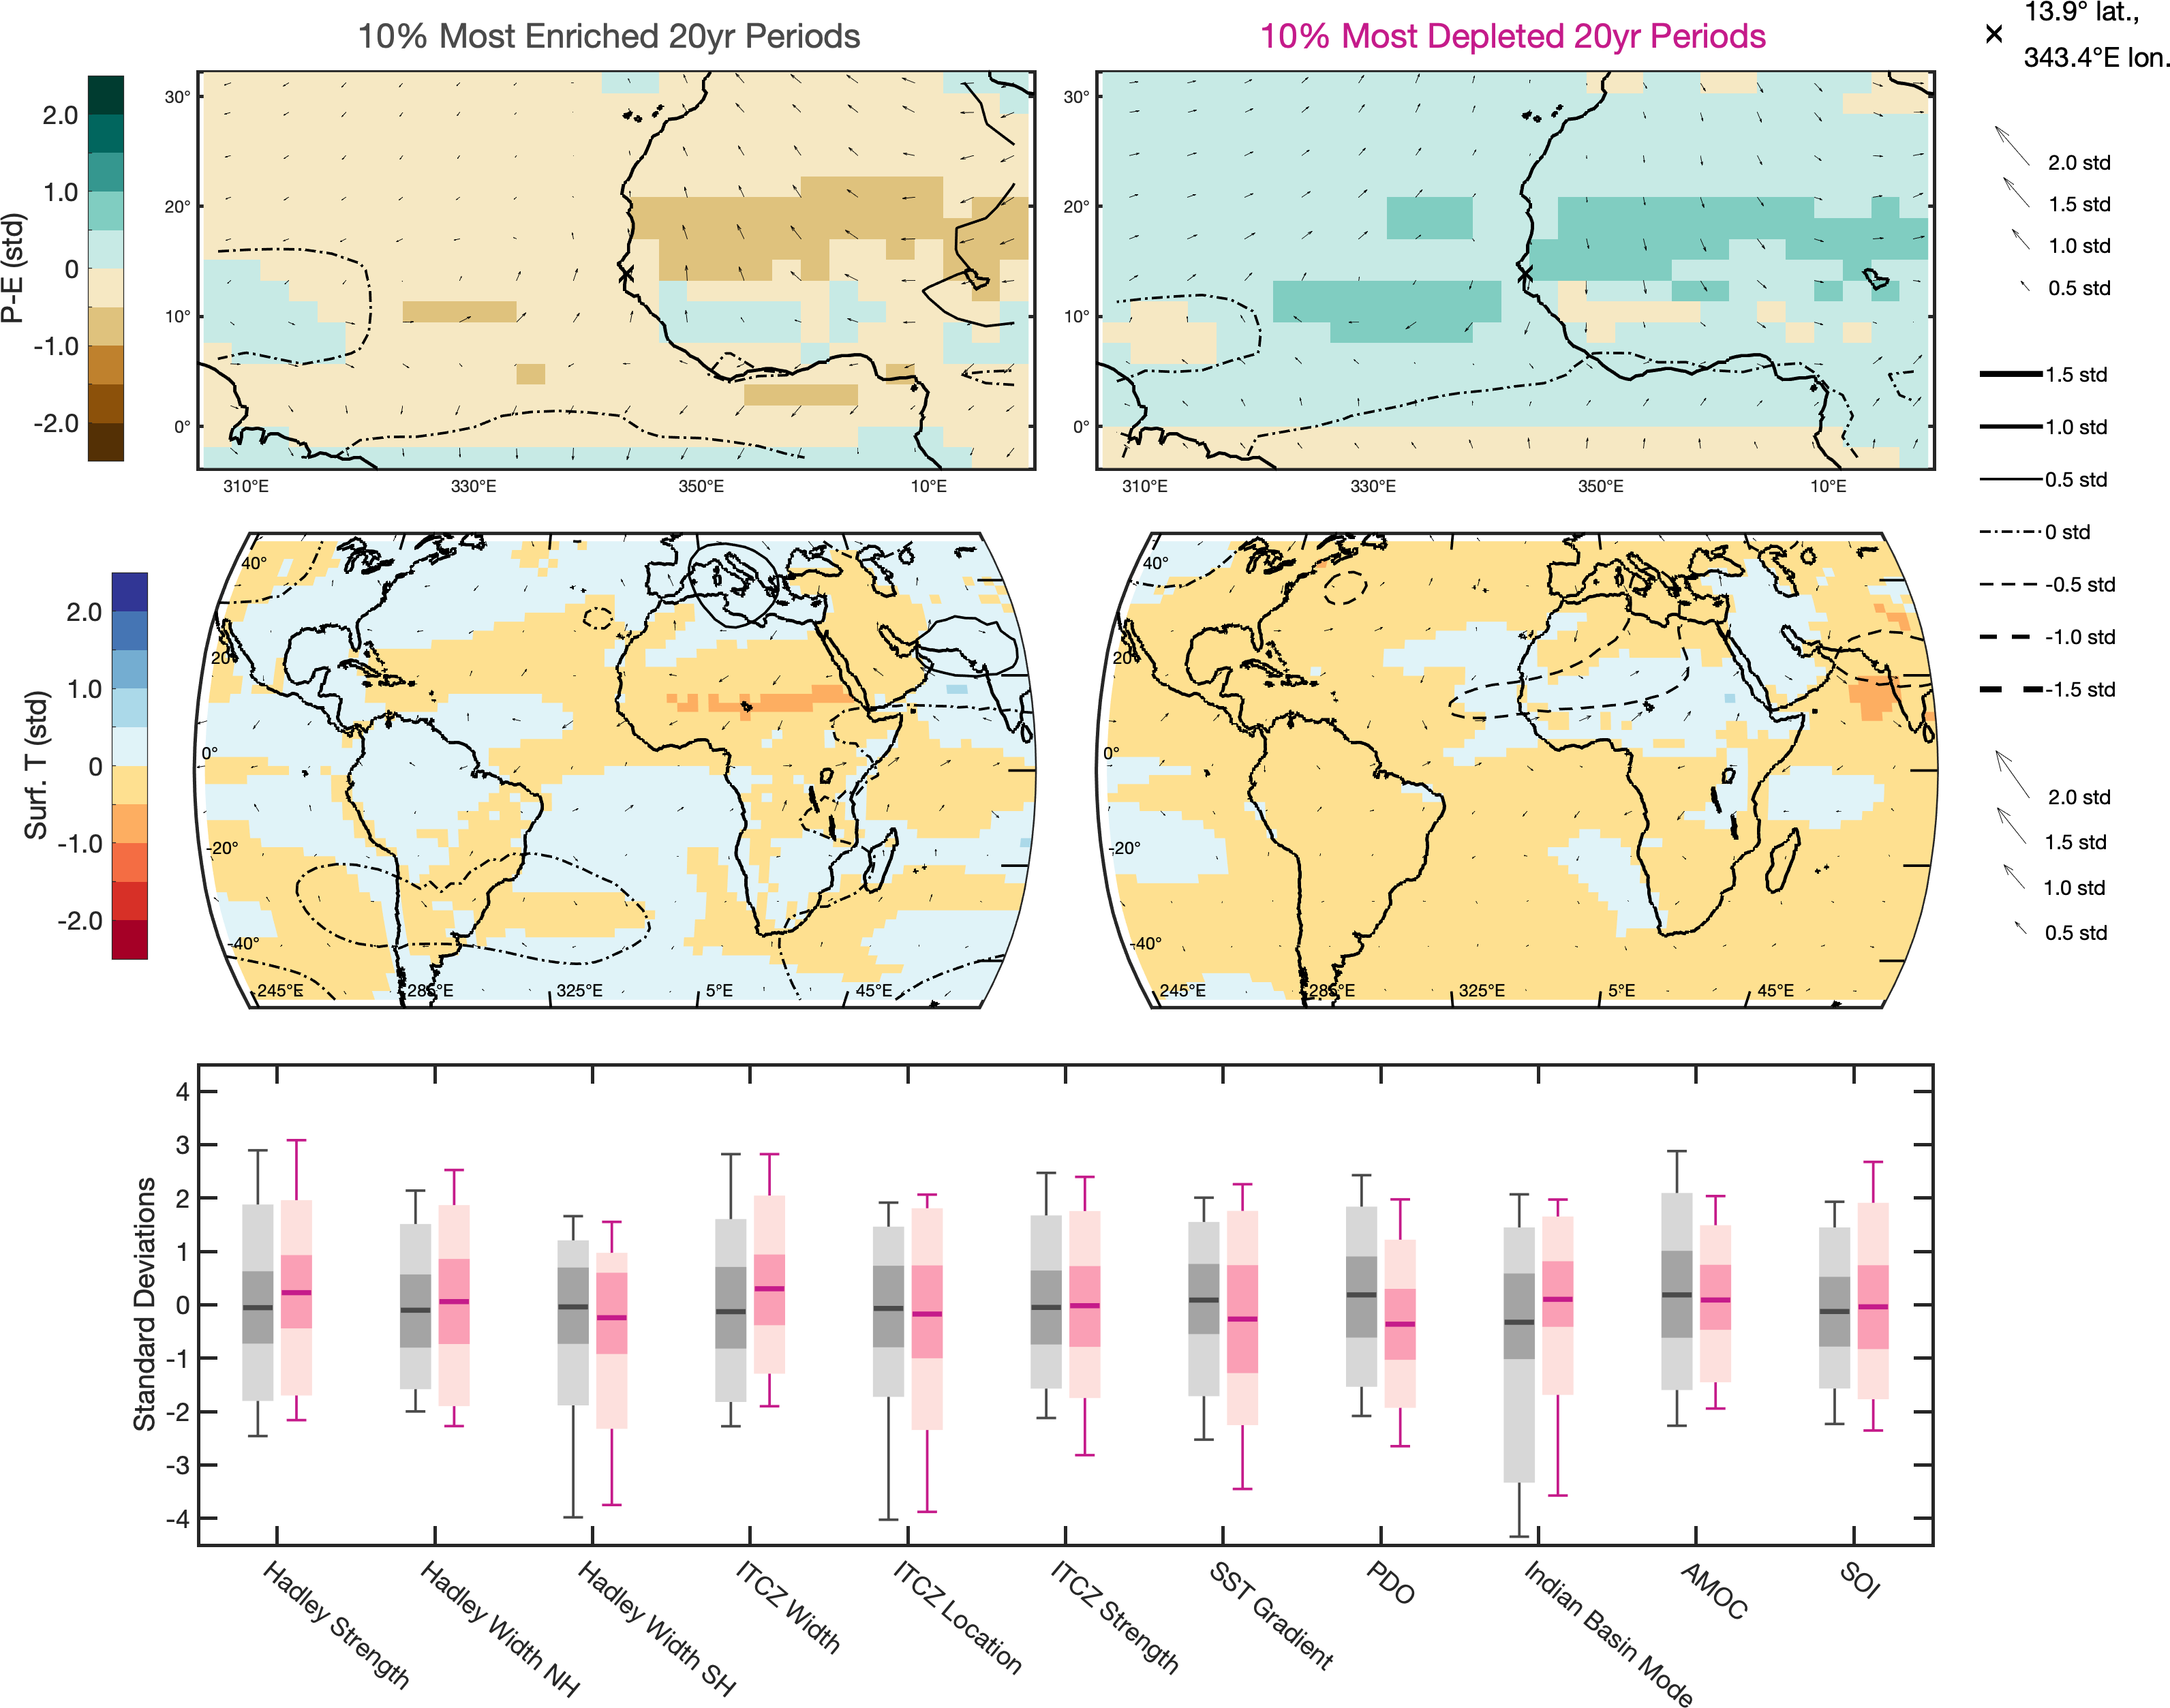 10% Most Enriched 20yr Periods
10% Most Depleted 20yr Periods
13.9° lat.,
343.4°E lon.
P-E (std)
2.0
1.0
0
-1.0
-2.0
30°
20°
10°
0°
310°E
330°E
350°E
10°E
30°
20°
10°
0°
310°E
330°E
350°E
10°E
2.0 std
1.5 std
1.0 std
0.5 std
1.5 std
1.0 std
0.5 std
0 std
-0.5 std
-1.0 std
-1.5 std
2.0 std
1.5 std
1.0 std
0.5 std
Surf. T (std)
2.0
1.0
0
-1.0
-2.0
40°
20°
0°
-20°
-40°
245°E
285°E
325°E
5°E
45°E
40°
20°
0°
-20°
-40°
245°E
285°E
325°E
5°E
45°E
Standard Deviations
4
3
2
1
0
-1
-2
-3
-4
Hadley Strength
Hadley Width NH
Hadley Width SH
ITCZ Width
ITCZ Location
ITCZ Strength
SST Gradient
PDO
Indian Basin Mode
AMOC
SOI